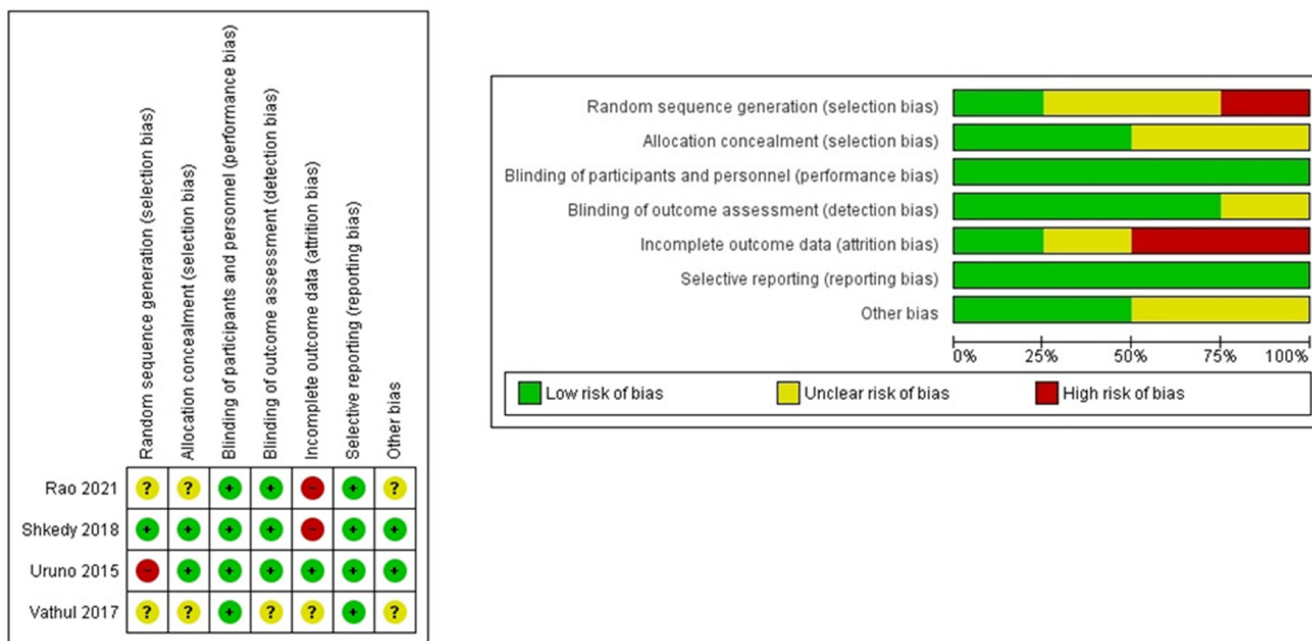 Random sequence generation (selection bias)
Allocation concealment (selection bias)
Blinding of participants and personnel (performance bias)
Blinding of outcome assessment (detection bias)
Incomplete outcome data (attrition bias)
Selective reporting (reporting bias)
Other bias
Rao 2021 ? ? + + - + ?
Shkedy 2018 + + + + - + +
Uruno 2015 - + + + + + +
Vathul 2017 ? ? + ? ? + ?
Random sequence generation (selection bias)
Allocation concealment (selection bias)
Blinding of participants and personnel (performance bias)
Blinding of outcome assessment (detection bias)
Incomplete outcome data (attrition bias)
Selective reporting (reporting bias)
Other bias
0% 25% 50% 75% 100%
Low risk of bias Unclear risk of bias High risk of bias